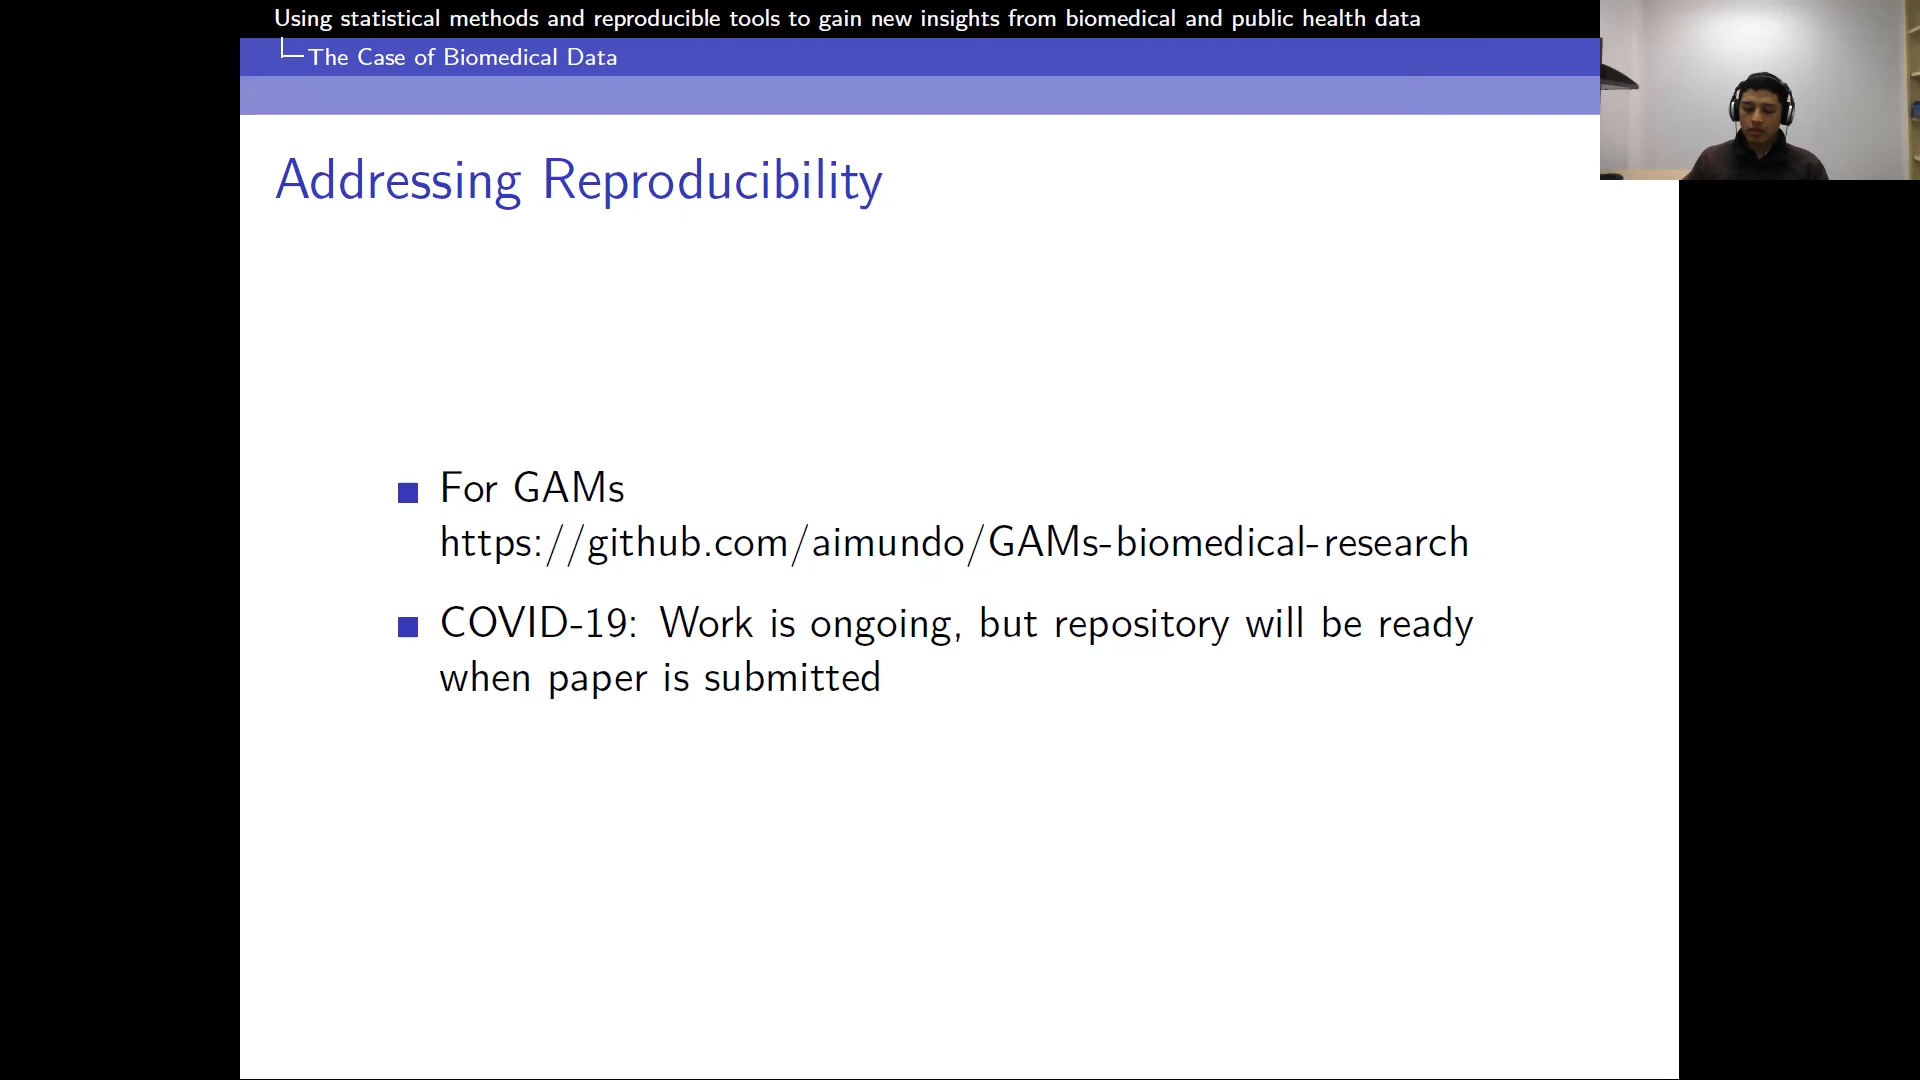 Using statistical methods and reproducible tools to gain new insights from biomedical and public health data
The Case of Biomedical Data
Addressing Reproducibility
For GAMs
https://github.com/aimundo/GAMs-biomedical-research
COVID-19: Work is ongoing, but repository will be ready
when paper is submitted